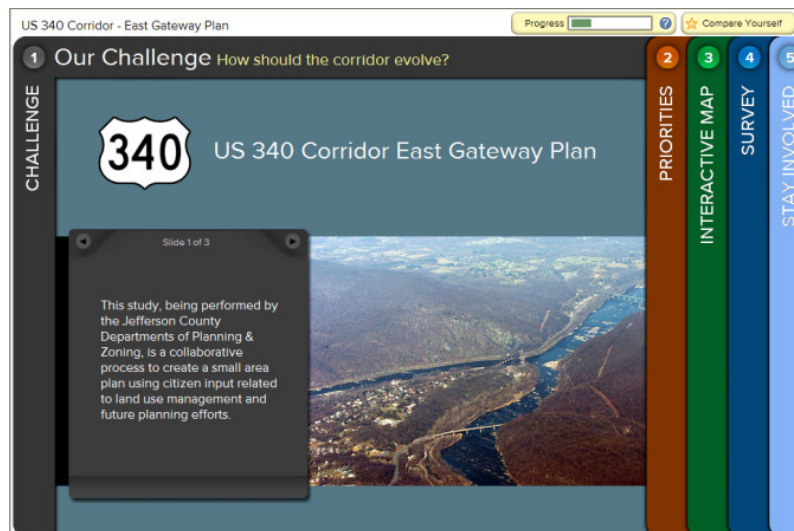 US 340 Corridor - East Gateway Plan
Progress
?
Compare Yourself
1
Our Challenge How should the corridor evolve?
CHALLENGE
340
US 340 Corridor East Gateway Plan
Slide 1 of 3
This study, being performed by
the Jefferson County
Departments of Planning &
Zoning, is a collaborative
process to create a small area
plan using citizen input related
to land use management and
future planning efforts.
2
PRIORITIES
3
INTERACTIVE MAP
4
SURVEY
5
STAY INVOLVED